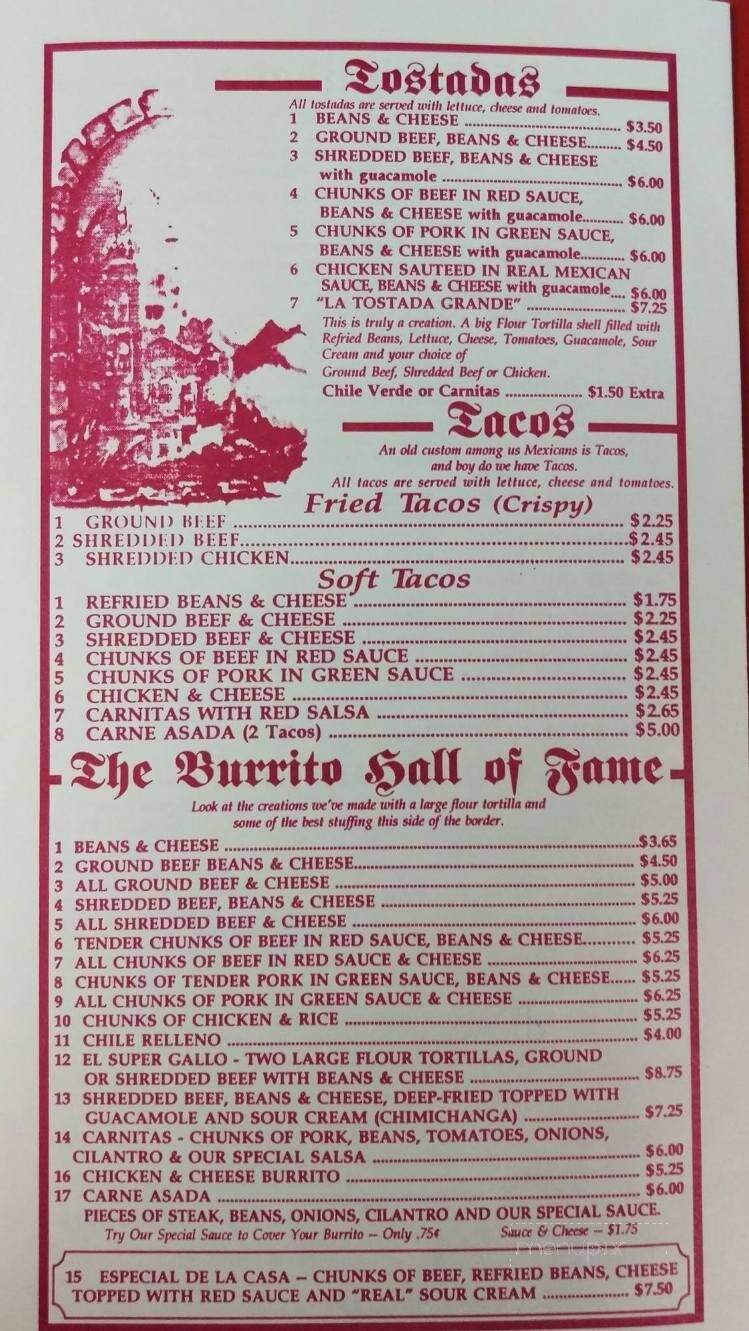 Tostadas
All tostadas are served with lettuce, cheese and tomatoes.
1 BEANS & CHEESE ........ $3.50
2 GROUND BEEF, BEANS & CHEESE........ $4.50
3 SHREDDED BEEF, BEANS & CHEESE
with guacamole ........ $6.00
4 CHUNKS OF BEEF IN RED SAUCE,
BEANS & CHEESE with guacamole........ $6.00
5 CHUNKS OF PORK IN GREEN SAUCE,
BEANS & CHEESE with guacamole........ $6.00
6 CHICKEN SAUTEED IN REAL MEXICAN
SAUCE, BEANS & CHEESE with guacamole.... $6.00
7 "LA TOSTADA GRANDE" ........ $7.25
This is truly a creation. A big Flour Tortilla shell filled with
Refried Beans, Lettuce, Cheese, Tomatoes, Guacamole, Sour
Cream and your choice of
Ground Beef, Shredded Beef or Chicken.
Chile Verde or Carnitas ........ $1.50 Extra
Tacos
An old custom among us Mexicans is Tacos,
and boy do we have Tacos.
All tacos are served with lettuce, cheese and tomatoes.
Fried Tacos (Crispy)
1 GROUND BEEF ........ $2.25
2 SHREDDED BEEF........ $2.45
3 SHREDDED CHICKEN........ $2.45
Soft Tacos
1 REFRIED BEANS & CHEESE ........ $1.75
2 GROUND BEEF & CHEESE ........ $2.25
3 SHREDDED BEEF & CHEESE ........ $2.45
4 CHUNKS OF BEEF IN RED SAUCE ........ $2.45
5 CHUNKS OF PORK IN GREEN SAUCE ........ $2.45
6 CHICKEN & CHEESE ........ $2.45
7 CARNITAS WITH RED SALSA ........ $2.65
8 CARNE ASADA (2 Tacos) ........ $5.00
The Burrito Hall of Fame
Look at the creations we've made with a large flour tortilla and
some of the best stuffing this side of the border.
1 BEANS & CHEESE ........ $3.65
2 GROUND BEEF BEANS & CHEESE........ $4.50
3 ALL GROUND BEEF & CHEESE ........ $5.00
4 SHREDDED BEEF, BEANS & CHEESE ........ $5.25
5 ALL SHREDDED BEEF & CHEESE ........ $6.00
6 TENDER CHUNKS OF BEEF IN RED SAUCE, BEANS & CHEESE........ $5.25
7 ALL CHUNKS OF BEEF IN RED SAUCE & CHEESE ........ $6.25
8 CHUNKS OF TENDER PORK IN GREEN SAUCE, BEANS & CHEESE...... $5.25
9 ALL CHUNKS OF PORK IN GREEN SAUCE & CHEESE ........ $6.25
10 CHUNKS OF CHICKEN & RICE ........ $5.25
11 CHILE RELLENO ........ $4.00
12 EL SUPER GALLO - TWO LARGE FLOUR TORTILLAS, GROUND
OR SHREDDED BEEF WITH BEANS & CHEESE ........ $8.75
13 SHREDDED BEEF, BEANS & CHEESE, DEEP-FRIED TOPPED WITH
GUACAMOLE AND SOUR CREAM (CHIMICHANGA) ........ $7.25
14 CARNITAS - CHUNKS OF PORK, BEANS, TOMATOES, ONIONS,
CILANTRO & OUR SPECIAL SALSA ........ $6.00
16 CHICKEN & CHEESE BURRITO ........ $5.25
17 CARNE ASADA ........ $6.00
PIECES OF STEAK, BEANS, ONIONS, CILANTRO AND OUR SPECIAL SAUCE.
Try Our Special Sauce to Cover Your Burrito -- Only .75¢ Sauce & Cheese -- $1.75
menupix
15 ESPECIAL DE LA CASA -- CHUNKS OF BEEF, REFRIED BEANS, CHEESE
TOPPED WITH RED SAUCE AND "REAL" SOUR CREAM ........ $7.50